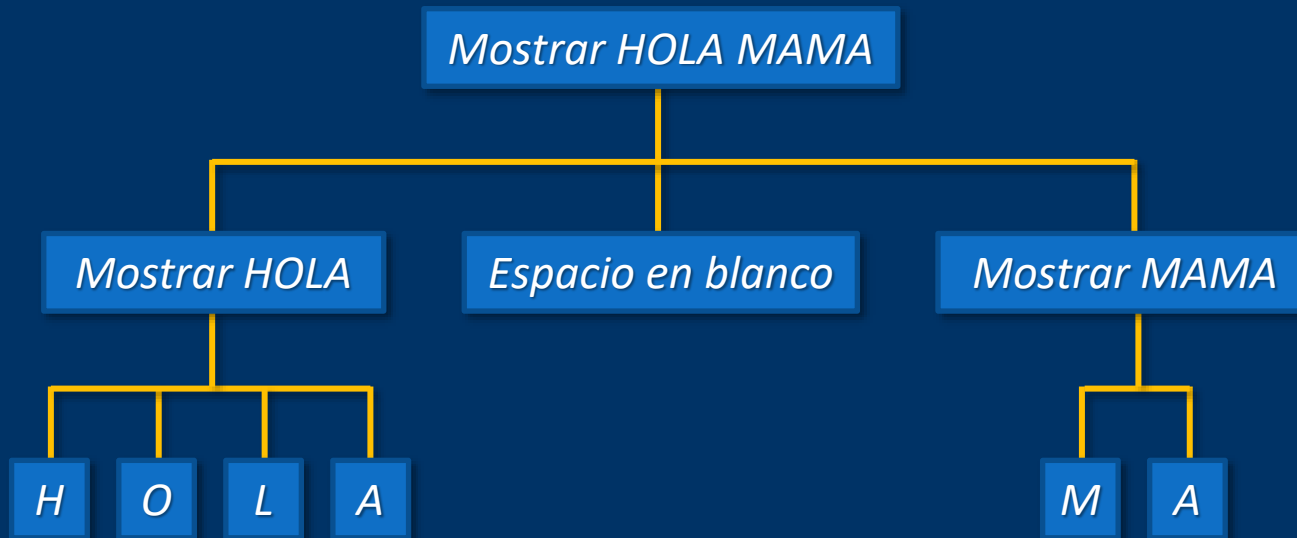 Mostrar HOLA MAMA
Mostrar HOLA
Espacio en blanco
Mostrar MAMA
H
O
L
A
M
A